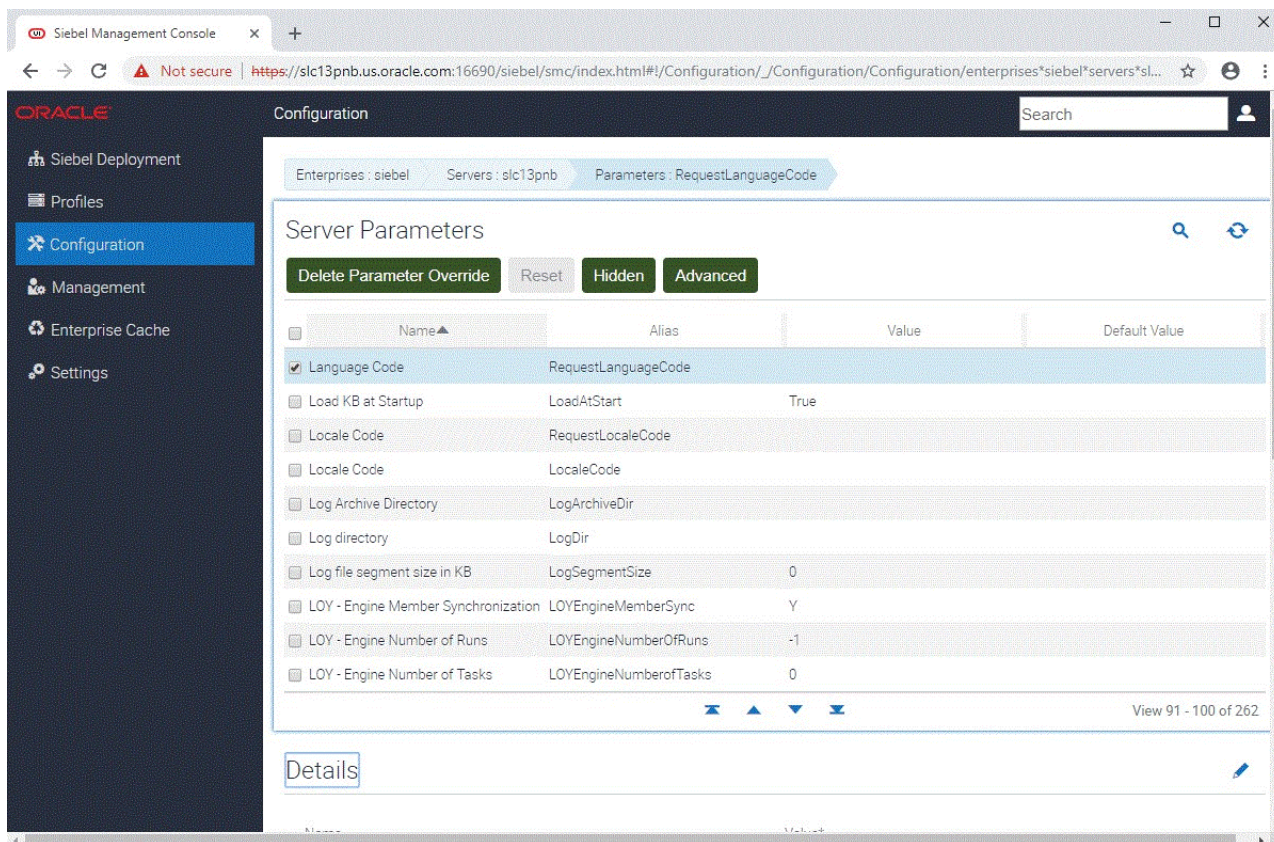 Siebel Management Console
Not secure https://slc13pnb.us.oracle.com:16690/siebel/smc/index.html#!/Configuration/_/Configuration/Configuration/enterprises*siebel*servers*sl...
ORACLE Configuration Search
Siebel Deployment
Profiles
Configuration
Management
Enterprise Cache
Settings
Enterprises : siebel Servers : slc13pnb Parameters : RequestLanguageCode
Server Parameters
Delete Parameter Override Reset Hidden Advanced
Name Alias Value Default Value
Language Code RequestLanguageCode
Load KB at Startup LoadAtStart True
Locale Code RequestLocaleCode
Locale Code LocaleCode
Log Archive Directory LogArchiveDir
Log directory LogDir
Log file segment size in KB LogSegmentSize 0
LOY - Engine Member Synchronization LOYEngineMemberSync Y
LOY - Engine Number of Runs LOYEngineNumberOfRuns -1
LOY - Engine Number of Tasks LOYEngineNumberofTasks 0
View 91 - 100 of 262
Details
Name Value*